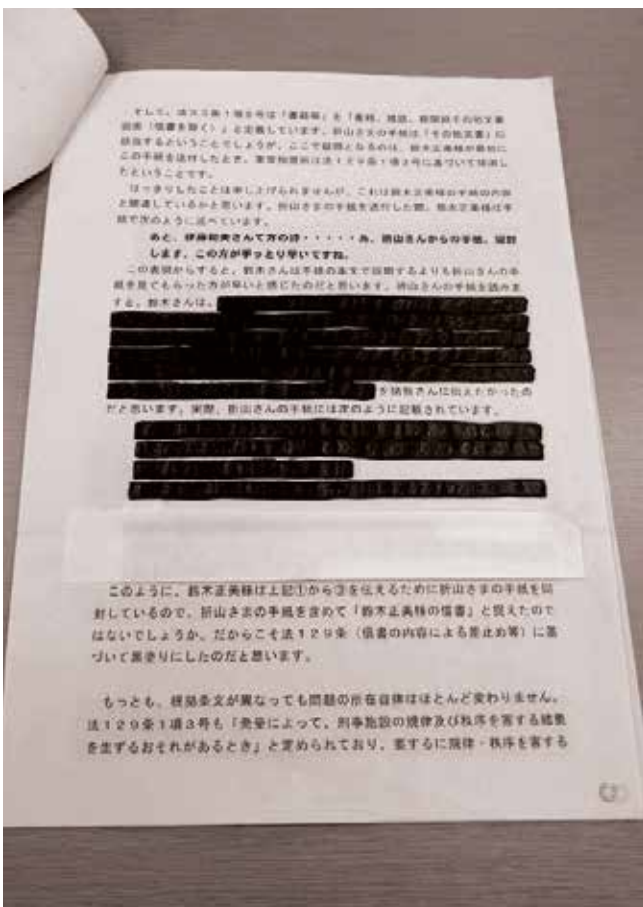 そして、法33条1項5号は「書籍等」を「書籍、雑誌、新聞紙その他の文書
図画（信書を除く）」と定義しています。折山さまの手紙は「その他文書」に
該当するということでしょうが、ここで疑問となるのは、鈴木正美様が最初に
この手紙を送付したとき、東京拘置所は法129条1項3号に基づいて抹消し
たということです。
はっきりしたことは申し上げられませんが、これは鈴木正美様の手紙の内容
と関連しているかと思います。折山さまの手紙を送付した際、鈴木正美様は手
紙で次のように述べています。
あと、伊藤和夫さんて方の詩・・・・・為、折山さんからの手紙、同封
します。この方が手っとり早いですね。
この表現からすると、鈴木さんは手紙の本文で説明するよりも折山さんの手
紙を見てもらった方が早いと感じたのだと思います。折山さんの手紙を読みま
すと、鈴木さんは、
を猪熊さんに伝えたかったの
だと思います。実際、折山さんの手紙には次のように記載されています。
このように、鈴木正美様は上記①から③を伝えるために折山さまの手紙を同
封しているので、折山さまの手紙を含めて「鈴木正美様の信書」と捉えたので
はないでしょうか。だからこそ法129条（信書の内容による差止め等）に基
づいて黒塗りにしたのだと思います。
もっとも、根拠条文が異なっても問題の所在自体はほとんど変わりません。
法129条1項3号も「発受によって、刑事施設の規律及び秩序を害する結果
を生ずるおそれがあるとき」と定められており、要するに規律・秩序を害する